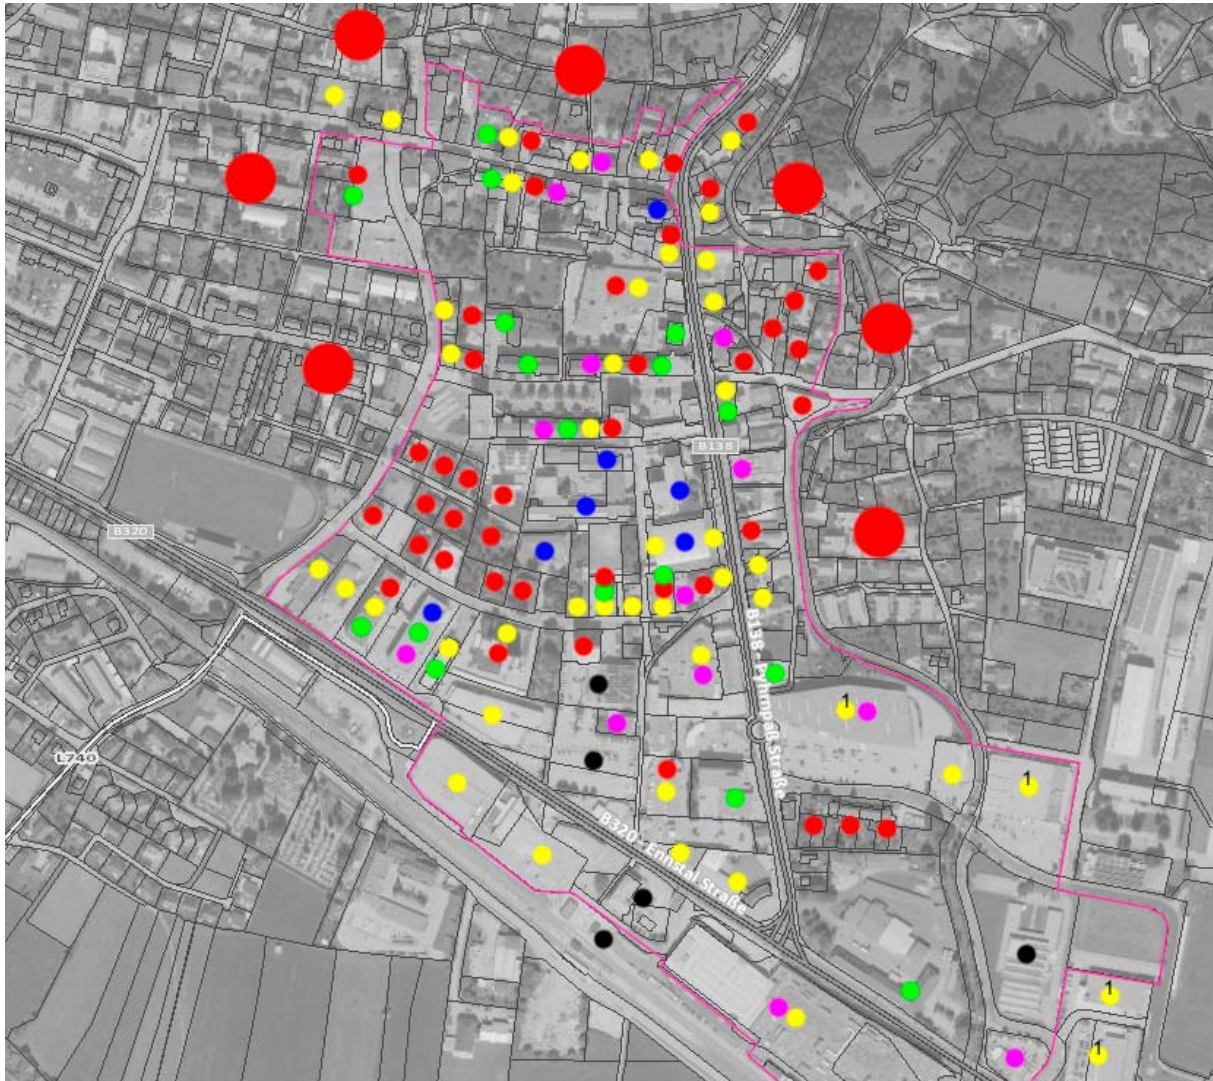 B138
B320
B138 - Pyhrnpaß Straße
1
L740
1
B320 - Ennstal Straße
1
1